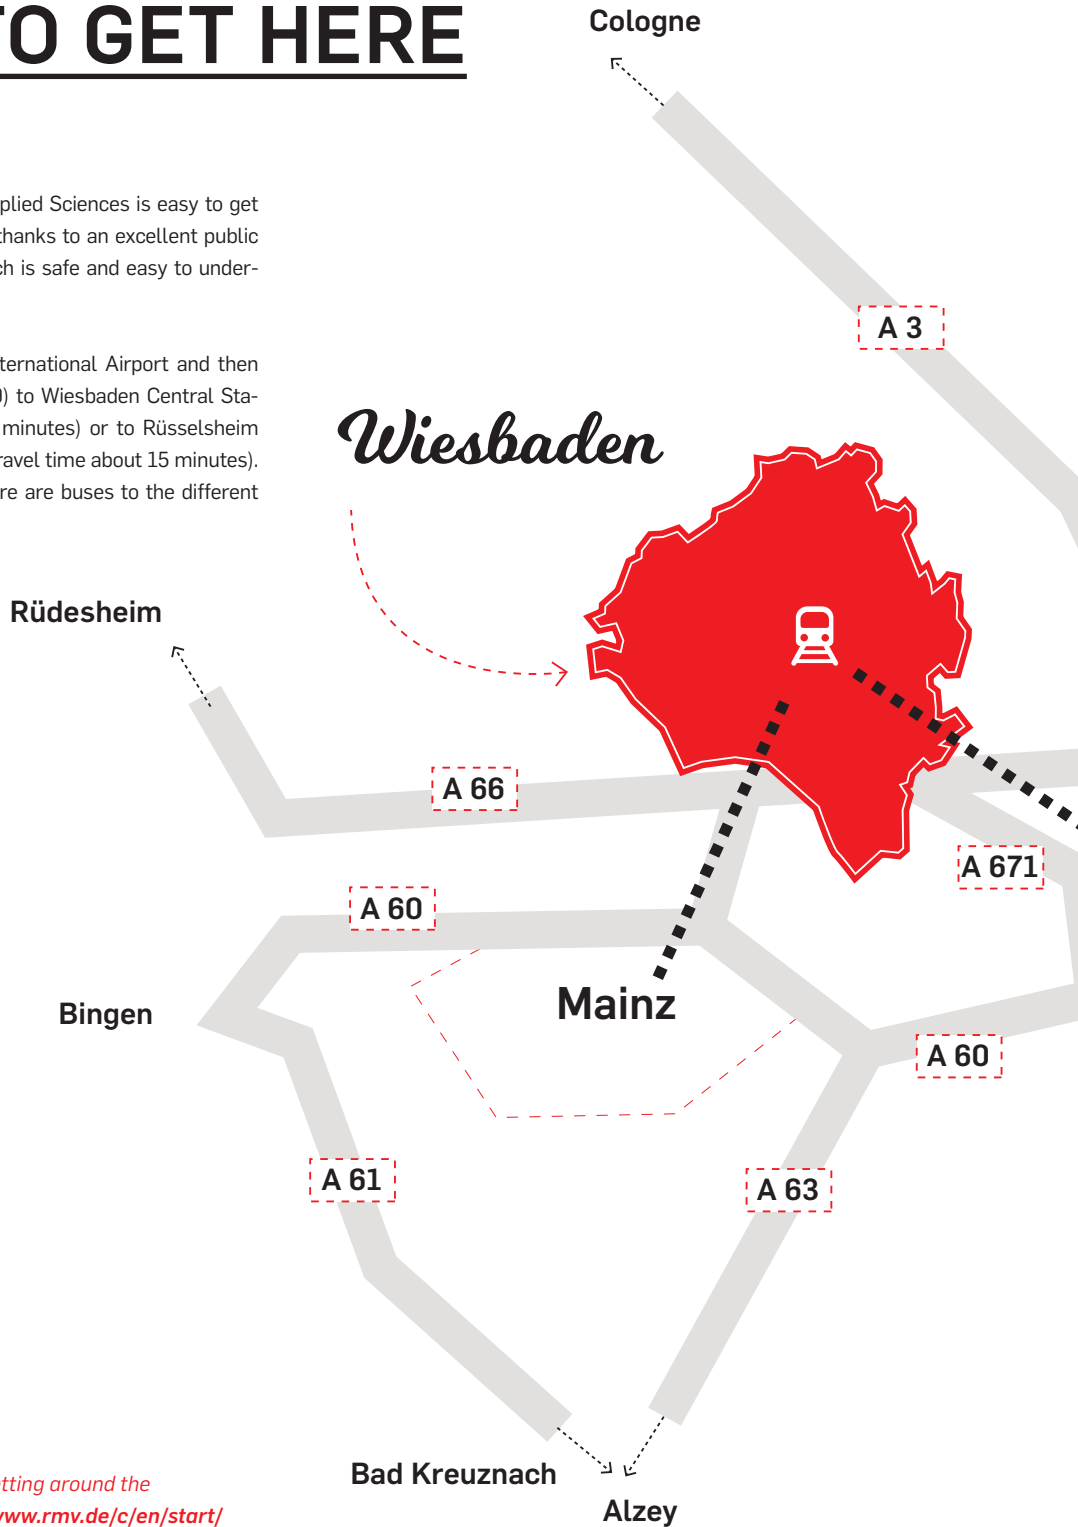 TO GET HERE
Cologne
plied Sciences is easy to get
thanks to an excellent public
ch is safe and easy to under-
A 3
ternational Airport and then
) to Wiesbaden Central Sta-
minutes) or to Rüsselsheim
ravel time about 15 minutes).
re are buses to the different
Wiesbaden
Rüdesheim
A 66
A 671
A 60
Bingen
Mainz
A 60
A 61
A 63
Bad Kreuznach
Alzey
tting around the
www.rmv.de/c/en/start/